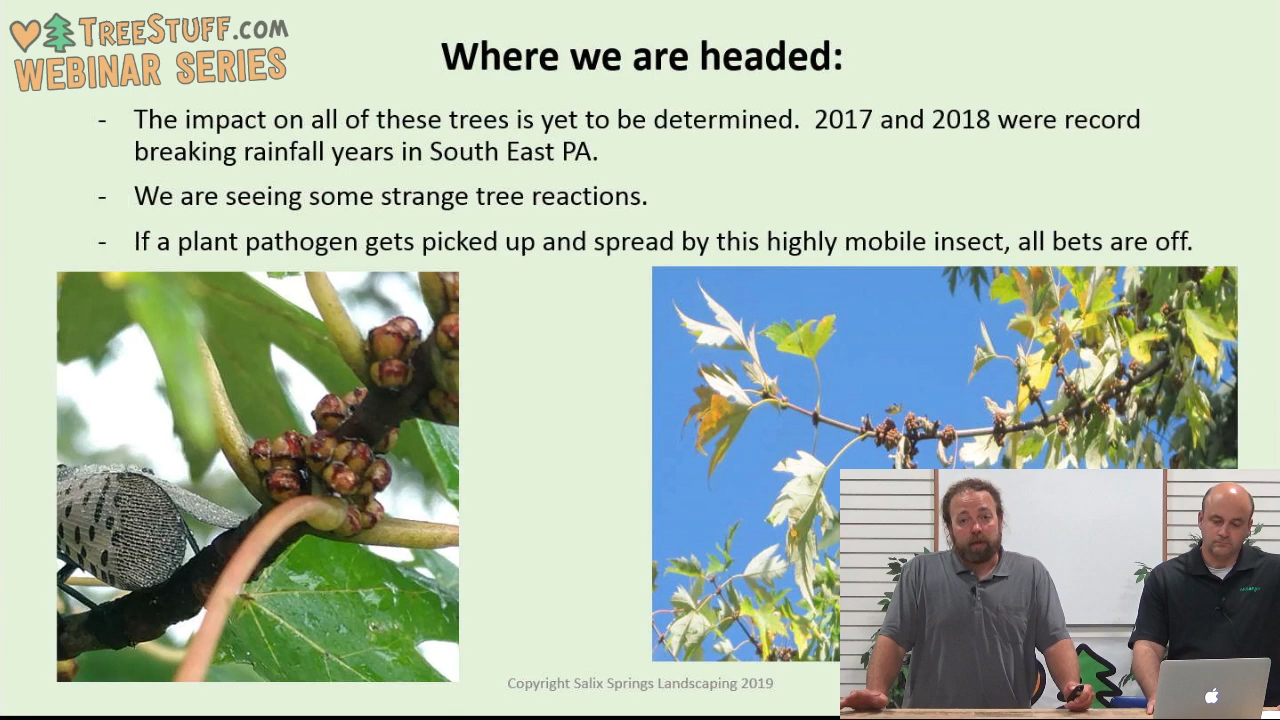 TREESTUFF.COM
WEBINAR SERIES
Where we are headed:
- The impact on all of these trees is yet to be determined. 2017 and 2018 were record
breaking rainfall years in South East PA.
- We are seeing some strange tree reactions.
- If a plant pathogen gets picked up and spread by this highly mobile insect, all bets are off.
Copyright Salix Springs Landscaping 2019